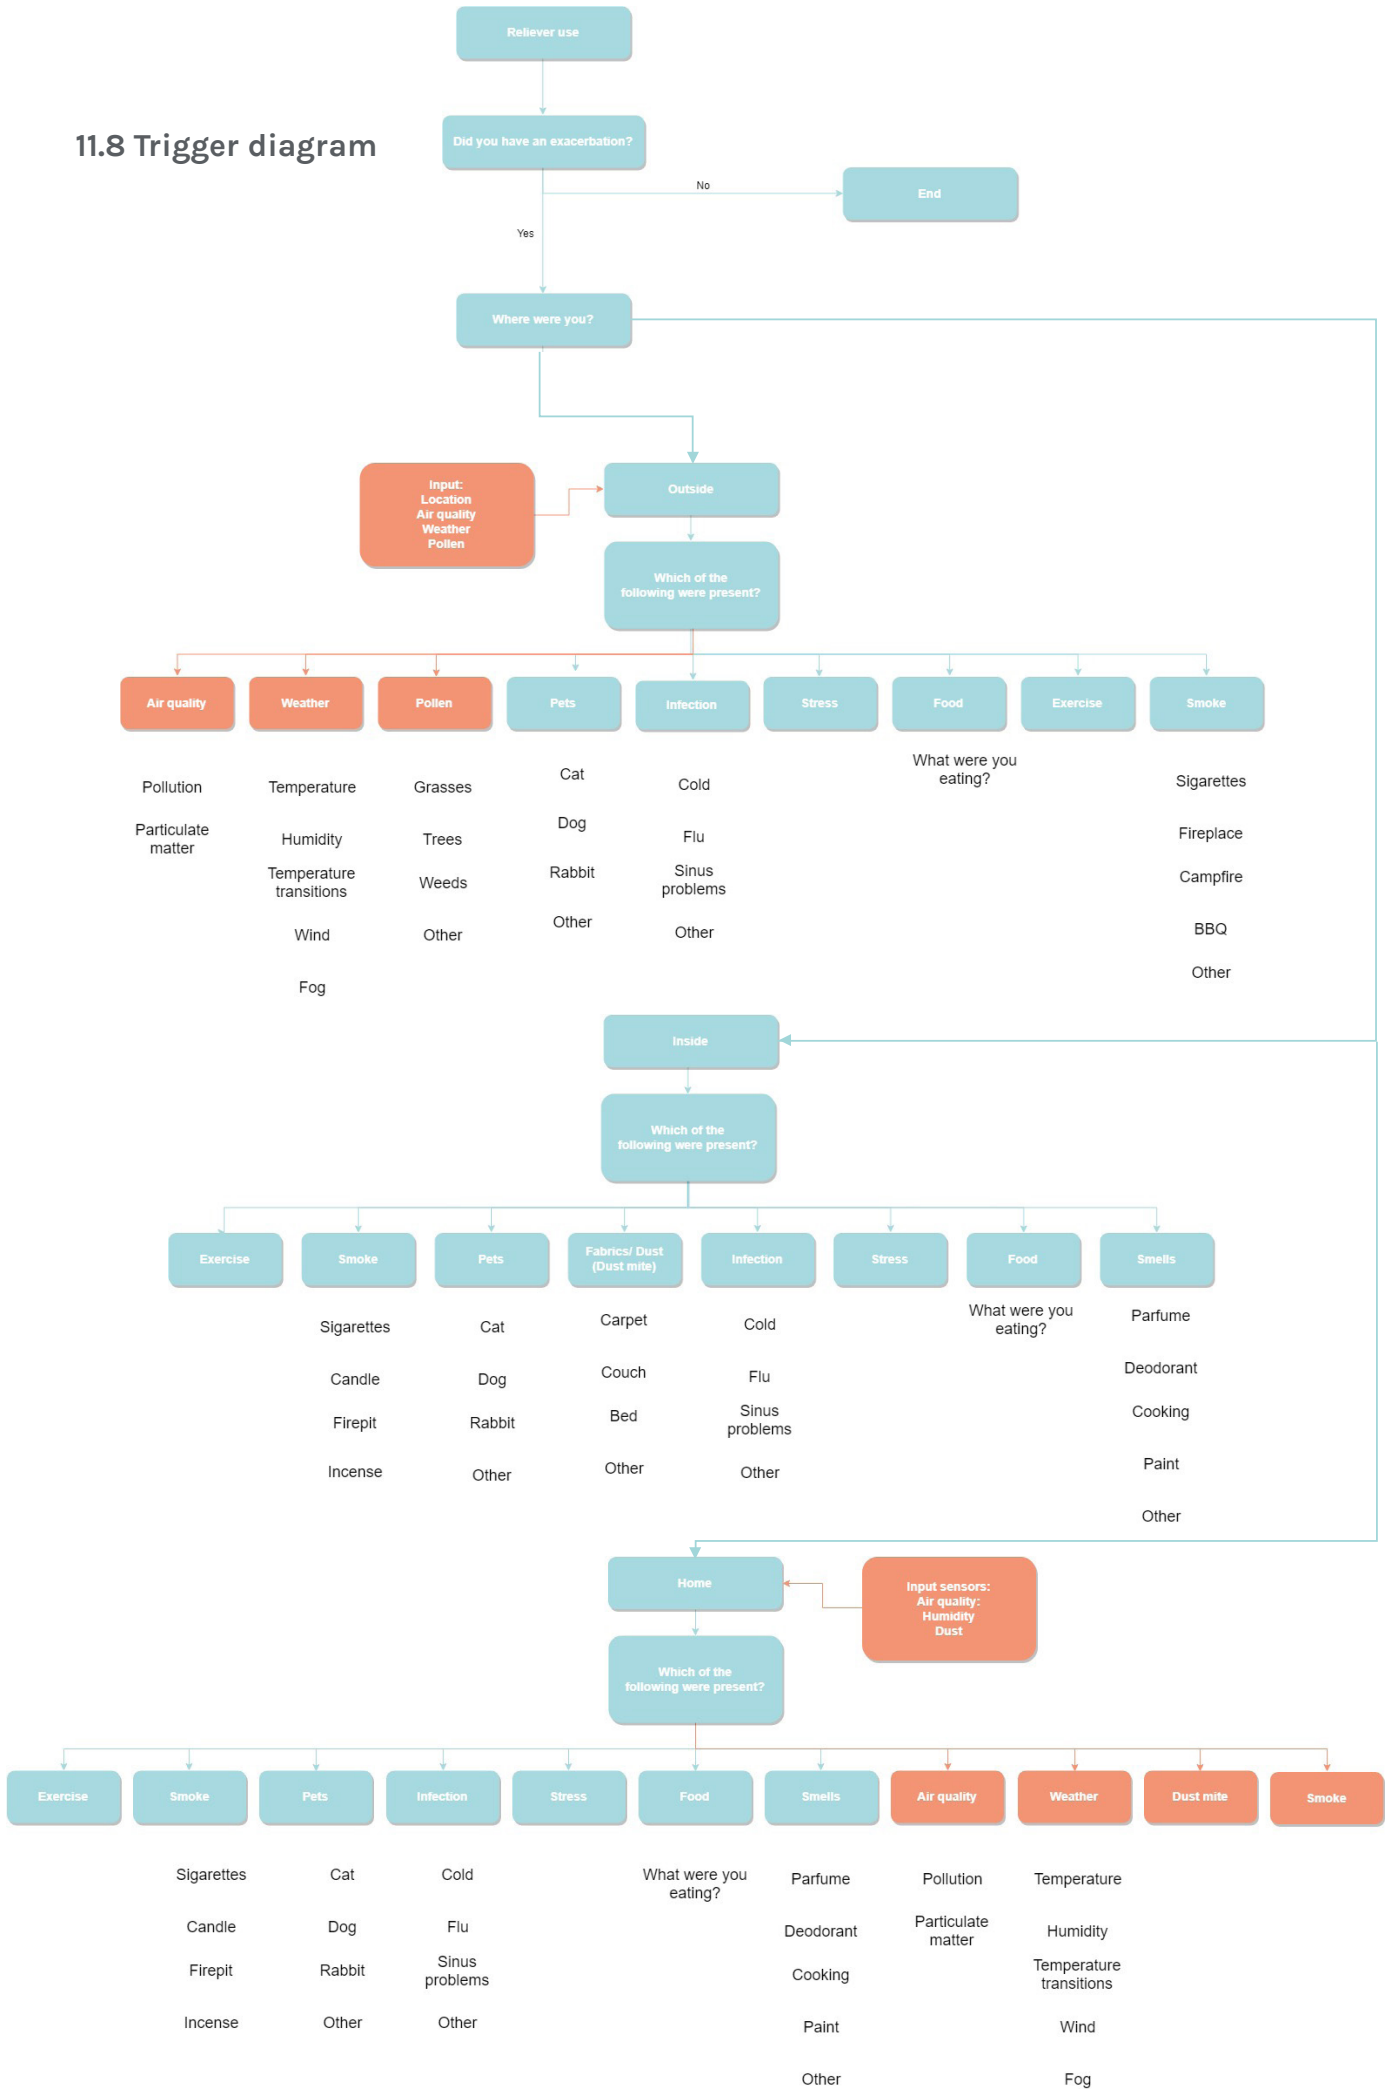 Reliever use
11.8 Trigger diagram
Did you have an exacerbation?
No
End
Yes
Where were you?
Input:
Location
Air quality
Weather
Pollen
Outside
Which of the
following were present?
Air quality
Weather
Pollen
Pets
Infection
Stress
Food
Exercise
Smoke
Pollution
Particulate
matter
Temperature
Humidity
Temperature
transitions
Wind
Fog
Grasses
Trees
Weeds
Other
Cat
Dog
Rabbit
Other
Cold
Flu
Sinus
problems
Other
What were you
eating?
Sigarettes
Fireplace
Campfire
BBQ
Other
Inside
Which of the
following were present?
Exercise
Smoke
Pets
Fabrics/ Dust
(Dust mite)
Infection
Stress
Food
Smells
Sigarettes
Candle
Firepit
Incense
Cat
Dog
Rabbit
Other
Carpet
Couch
Bed
Other
Cold
Flu
Sinus
problems
Other
What were you
eating?
Parfume
Deodorant
Cooking
Paint
Other
Home
Input sensors:
Air quality:
Humidity
Dust
Which of the
following were present?
Exercise
Smoke
Pets
Infection
Stress
Food
Smells
Air quality
Weather
Dust mite
Smoke
Sigarettes
Candle
Firepit
Incense
Cat
Dog
Rabbit
Other
Cold
Flu
Sinus
problems
Other
What were you
eating?
Parfume
Deodorant
Cooking
Paint
Other
Pollution
Particulate
matter
Temperature
Humidity
Temperature
transitions
Wind
Fog